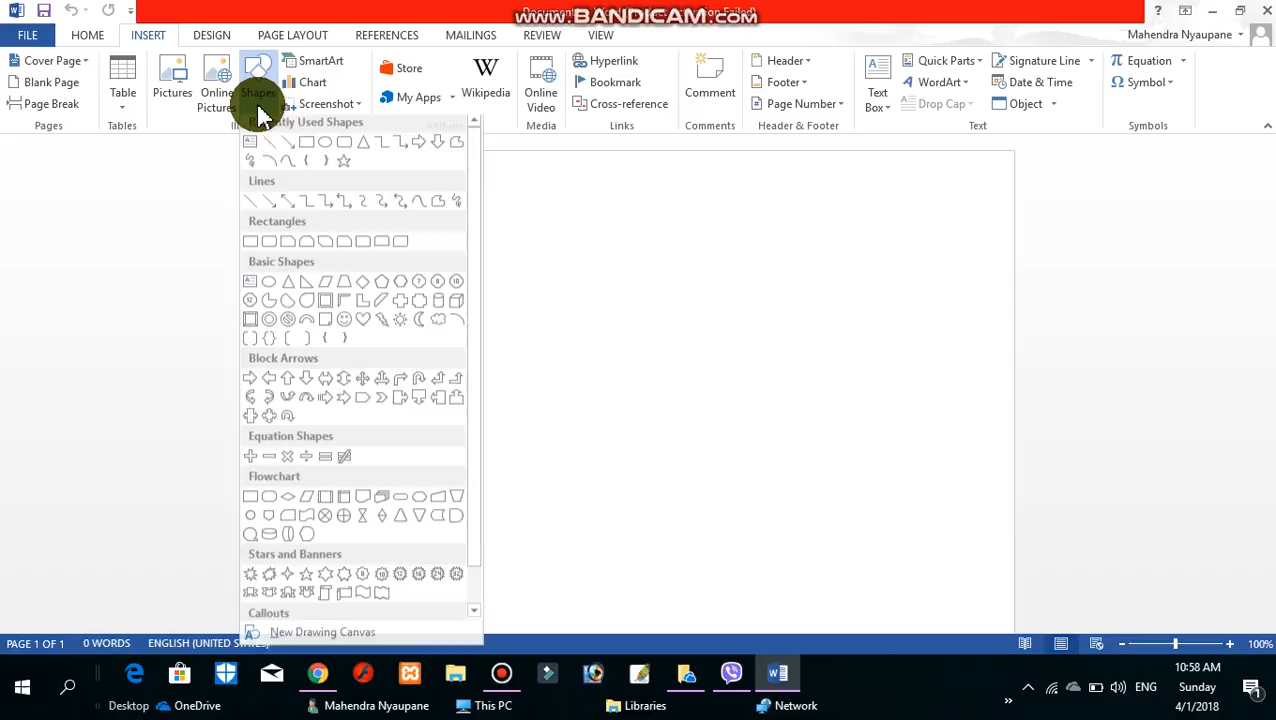 www.BANDICAM.com
FILE HOME INSERT DESIGN PAGE LAYOUT REFERENCES MAILINGS REVIEW VIEW Mahendra Nyaupane
Cover Page
Blank Page
Page Break
Pages
Table
Tables
Pictures
Online Pictures
Shapes
SmartArt
Chart
Screenshot
Store
My Apps
Wikipedia
Online Video
Media
Hyperlink
Bookmark
Cross-reference
Links
Comment
Comments
Header
Footer
Page Number
Header & Footer
Text Box
Quick Parts
WordArt
Drop Cap
Signature Line
Date & Time
Object
Text
Equation
Symbol
Symbols
Used Shapes
Lines
Rectangles
Basic Shapes
Block Arrows
Equation Shapes
Flowchart
Stars and Banners
Callouts
New Drawing Canvas
PAGE 1 OF 1 0 WORDS ENGLISH (UNITED 100%
10:58 AM
ENG Sunday
Desktop OneDrive Mahendra Nyaupane This PC Libraries Network 4/1/2018